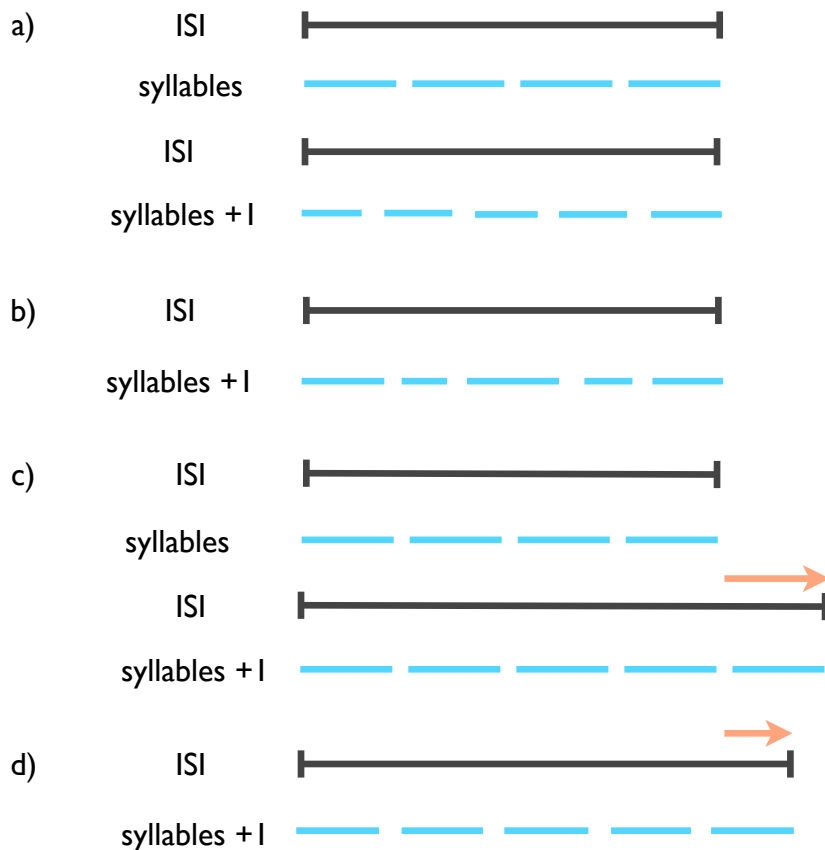 a) ISI
syllables
ISI
syllables +1
b) ISI
syllables +1
c) ISI
syllables
ISI
syllables +1
d) ISI
syllables +1